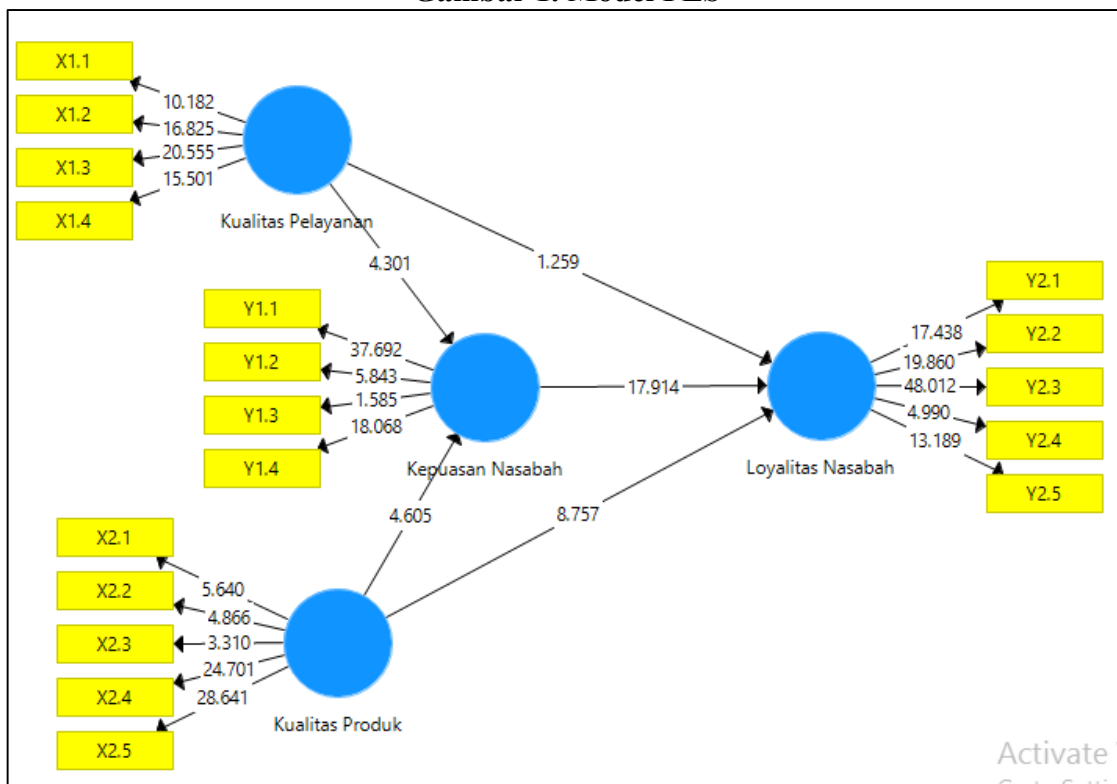 X1.1
X1.2
X1.3
X1.4
10.182
16.825
20.555
15.501
Kualitas Pelayanan
4.301
1.259
Y1.1
Y1.2
Y1.3
Y1.4
37.692
5.843
1.585
18.068
Kepuasan Nasabah
17.914
Y2.1
Y2.2
Y2.3
Y2.4
Y2.5
17.438
19.860
48.012
4.990
13.189
Loyalitas Nasabah
4.605
8.757
X2.1
X2.2
X2.3
X2.4
X2.5
5.640
4.866
3.310
24.701
28.641
Kualitas Produk
Activate